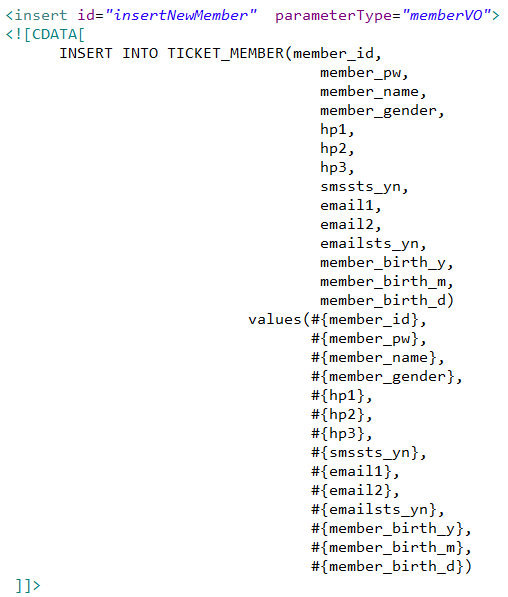 <insert id="insertNewMember"  parameterType="memberVO">
<![CDATA[
INSERT INTO TICKET_MEMBER(member_id,
member_pw,
member_name,
member_gender,
hp1,
hp2,
hp3,
smssts_yn,
email1,
email2,
emailsts_yn,
member_birth_y,
member_birth_m,
member_birth_d)
values(#{member_id},
#{member_pw},
#{member_name},
#{member_gender},
#{hp1},
#{hp2},
#{hp3},
#{smssts_yn},
#{email1},
#{email2},
#{emailsts_yn},
#{member_birth_y},
#{member_birth_m},
#{member_birth_d})
]]>